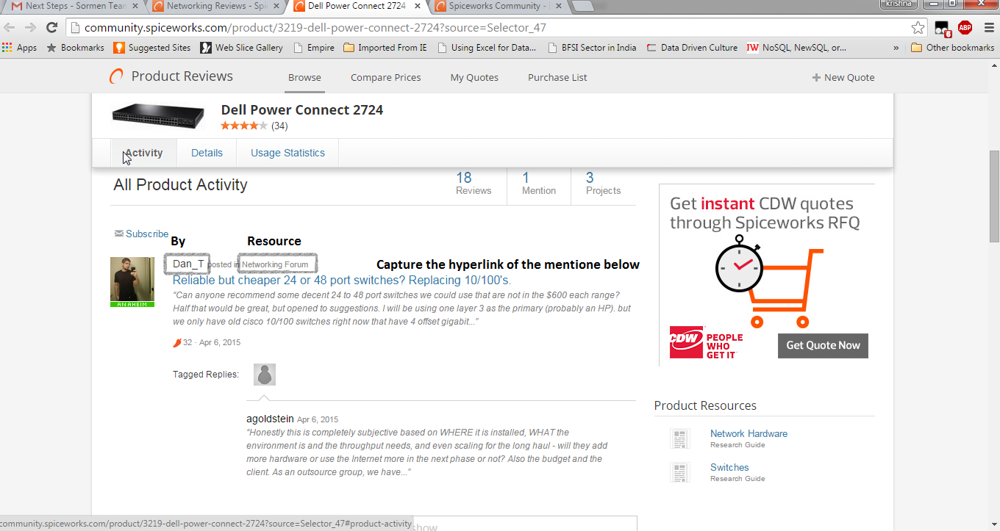 Next Steps - Sormen Team
Networking Reviews - Spi
Dell Power Connect 2724
Spiceworks Community -
krishna
community.spiceworks.com/product/3219-dell-power-connect-2724?source=Selector_47
6
ABP
Apps
Bookmarks
Suggested Sites
Web Slice Gallery
Empire
Imported From IE
Using Excel for Data...
BFSI Sector in India
Data Driven Culture
IW NoSQL, NewSQL, or...
»
Other bookmarks
Product Reviews
Browse
Compare Prices
My Quotes
Purchase List
+ New Quote
Dell Power Connect 2724
(34)
Activity
Details
Usage Statistics
All Product Activity
18 Reviews
1 Mention
3 Projects
Subscribe
By
Resource
Dan_T posted in Networking Forum
Capture the hyperlink of the mentione below
ANAHEIM
Reliable but cheaper 24 or 48 port switches? Replacing 10/100's.
“Can anyone recommend some decent 24 to 48 port switches we could use that are not in the $600 each range?
Half that would be great, but opened to suggestions. I will be using one layer 3 as the primary (probably an HP). but
we only have old cisco 10/100 switches right now that have 4 offset gigabit...”
32 · Apr 6, 2015
Tagged Replies:
agoldstein Apr 6, 2015
“Honestly this is completely subjective based on WHERE it is installed, WHAT the
environment is and the throughput needs, and even scaling for the long haul - will they add
more hardware or use the Internet more in the next phase or not? Also the budget and the
client. As an outsource group, we have...”
Get instant CDW quotes
through Spiceworks RFQ
CDW
PEOPLE
WHO
GET IT
Get Quote Now
Product Resources
Network Hardware
Research Guide
Switches
Research Guide
community.spiceworks.com/product/3219-dell-power-connect-2724?source=Selector_47#product-activity
show